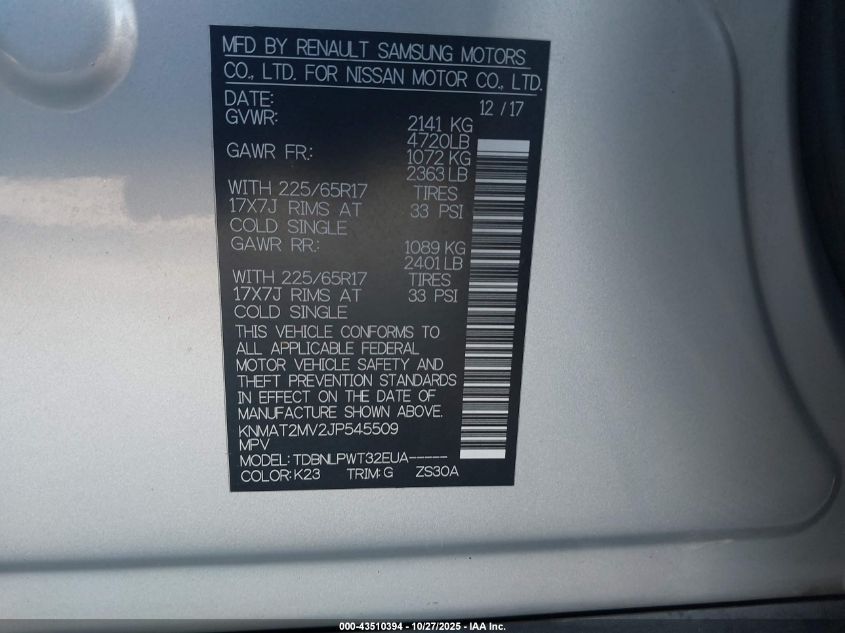 MFD BY RENAULT SAMSUNG MOTORS
CO., LTD. FOR NISSAN MOTOR CO., LTD.
DATE: 12 / 17
GVWR: 2141 KG
4720LB
GAWR FR.: 1072 KG
2363 LB
WITH 225/65R17 TIRES
17X7J RIMS AT 33 PSI
COLD SINGLE
GAWR RR.: 1089 KG
2401 LB
WITH 225/65R17 TIRES
17X7J RIMS AT 33 PSI
COLD SINGLE
THIS VEHICLE CONFORMS TO
ALL APPLICABLE FEDERAL
MOTOR VEHICLE SAFETY AND
THEFT PREVENTION STANDARDS
IN EFFECT ON THE DATE OF
MANUFACTURE SHOWN ABOVE.
KNMAT2MV2JP545509
MPV
MODEL: TDBNLPWT32EUA-----
COLOR: K23 TRIM: G ZS30A
000-43510394 - 10/27/2025 - IAA Inc.